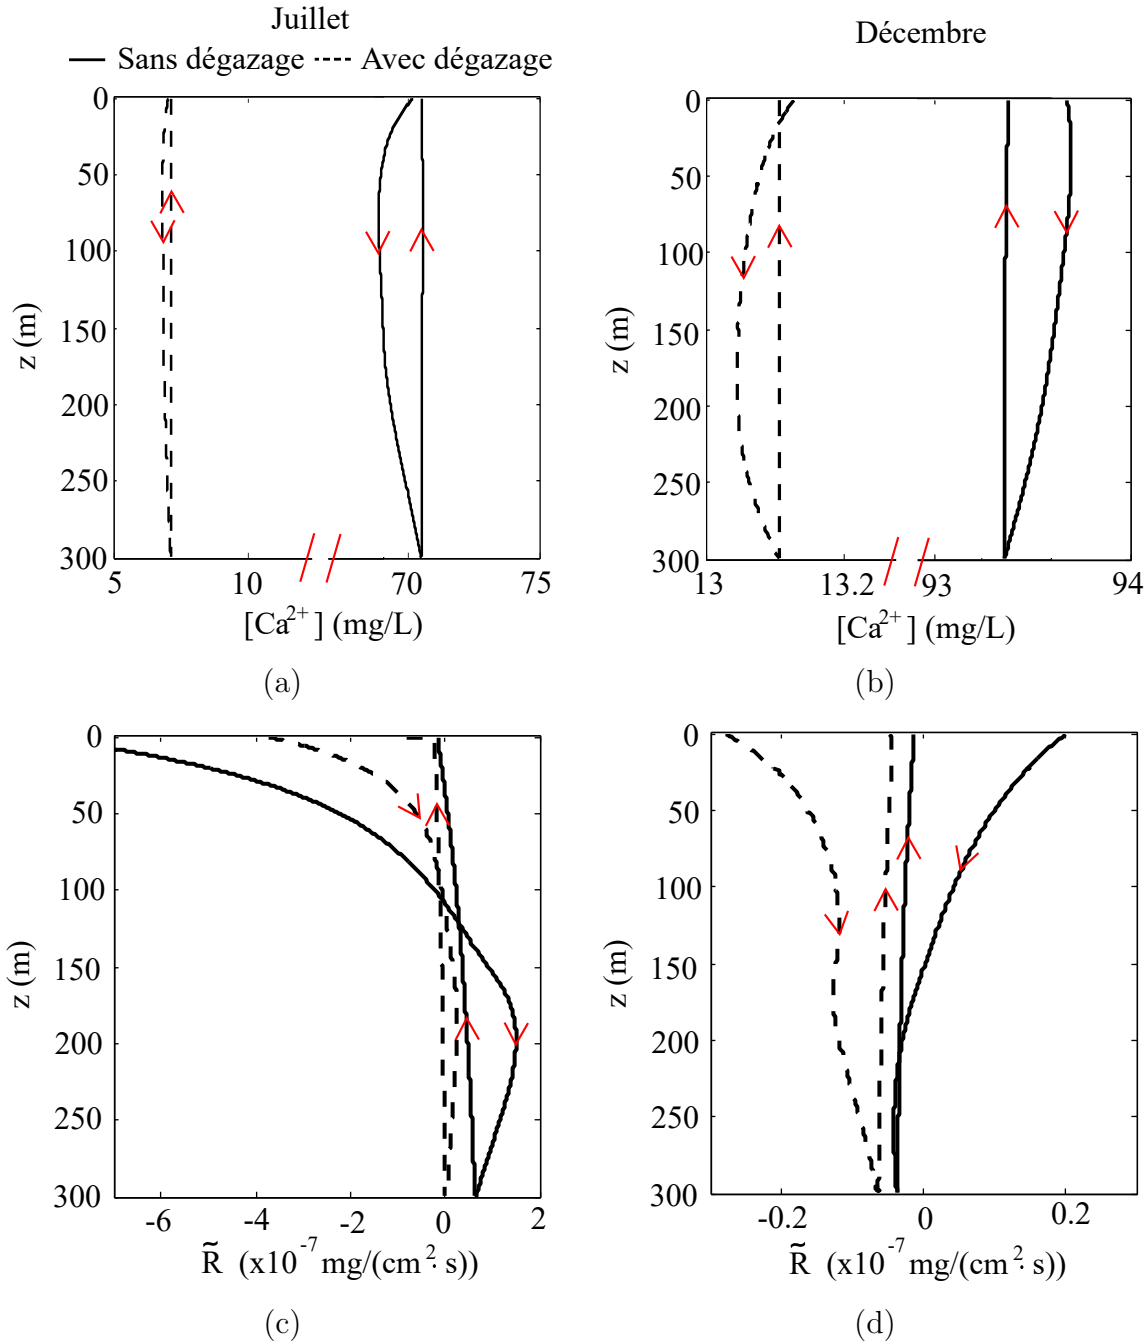 Juillet
Décembre
Sans dégazage
Avec dégazage
0
50
100
150
200
250
300
z (m)
5
10
70
75
[Ca2+] (mg/L)
(a)
0
50
100
150
200
250
300
z (m)
13
13.2
93
94
[Ca2+] (mg/L)
(b)
0
50
100
150
200
250
300
z (m)
-6
-2
0
2
R̃ (x10-7 mg/(cm2·s))
(c)
0
50
100
150
200
250
300
z (m)
-0.2
0
0.2
R̃ (x10-7 mg/(cm2·s))
(d)